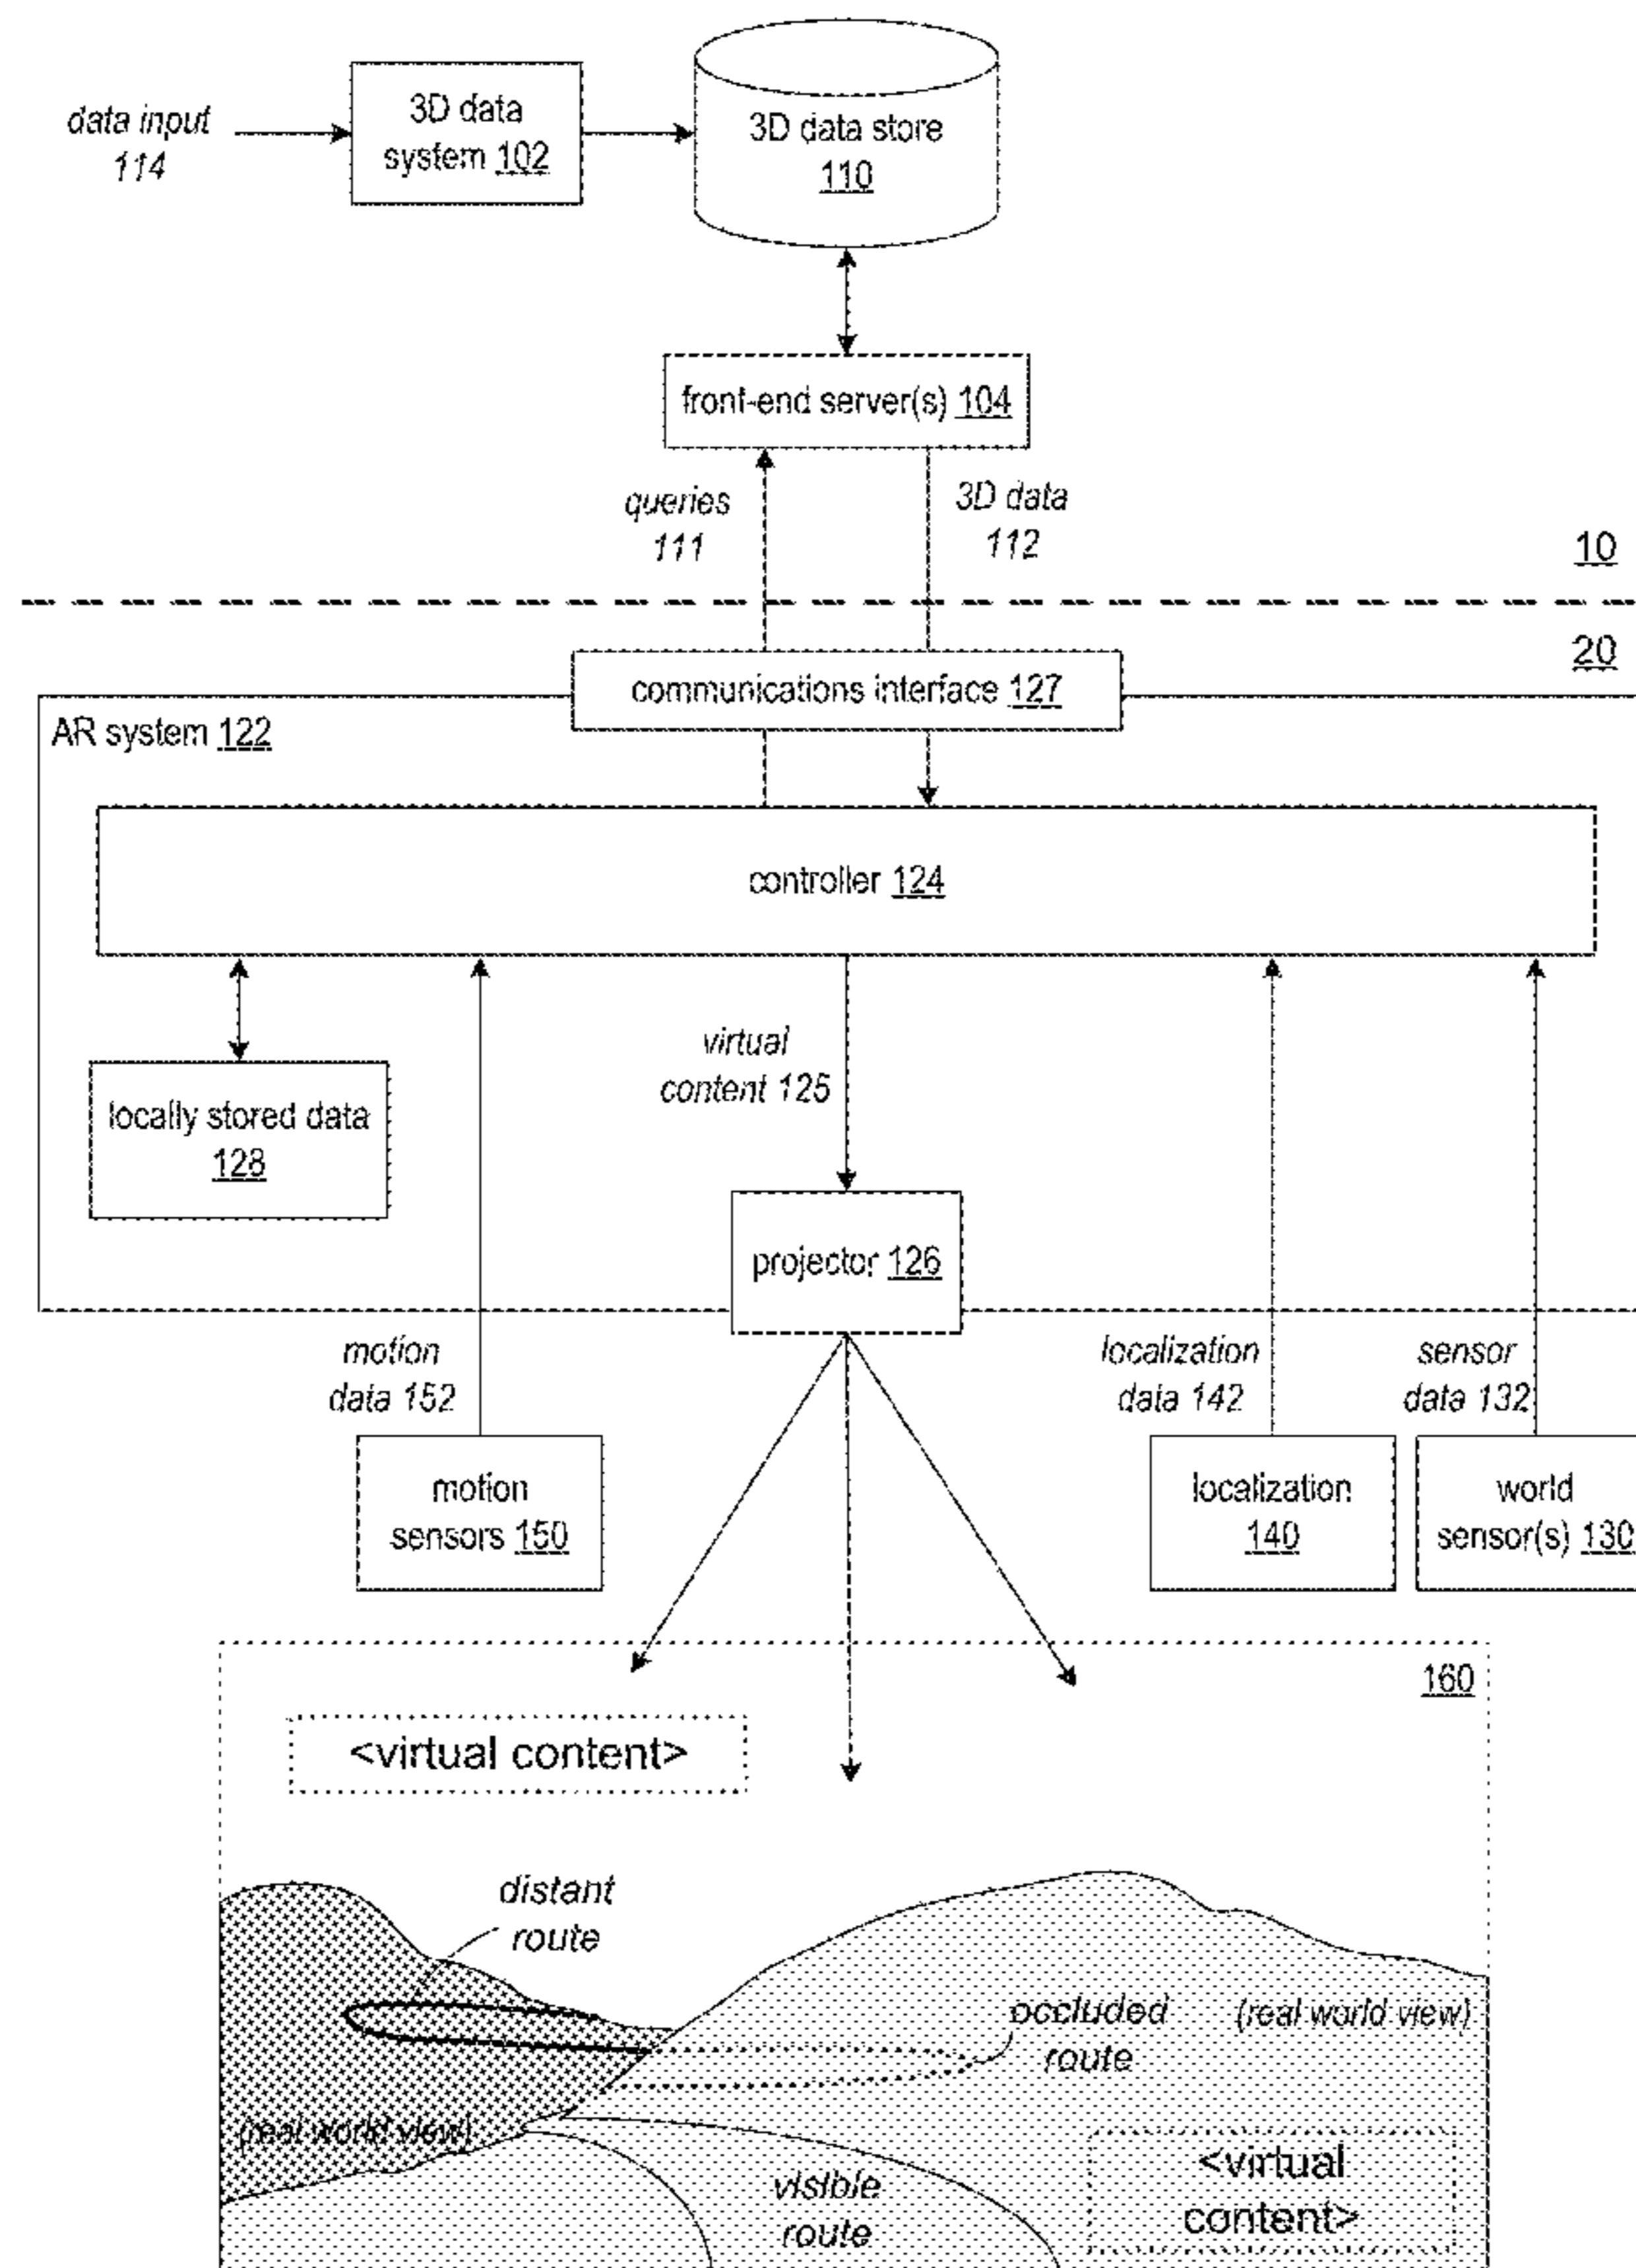 data input
114
3D data
system 102
3D data store
110
front-end server(s) 104
queries
111
3D data
112
10
20
communications interface 127
AR system 122
controller 124
virtual
content 125
locally stored data
128
projector 126
motion
data 152
localization
data 142
sensor
data 132
motion
sensors 150
localization
140
world
sensor(s) 130
160
<virtual content>
distant
route
occluded
route
(real world view)
(real world view)
visible
route
<virtual
content>